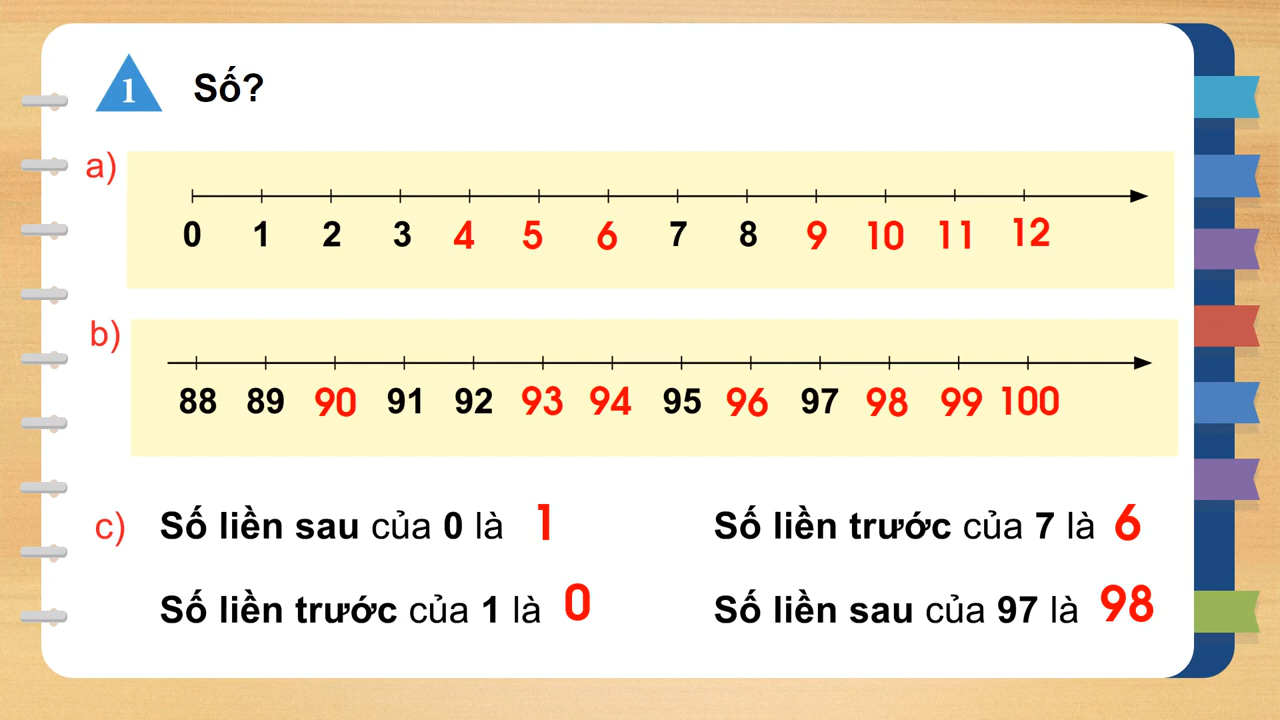 1 Số?
a)
0 1 2 3 4 5 6 7 8 9 10 11 12
b)
88 89 90 91 92 93 94 95 96 97 98 99 100
c) Số liền sau của 0 là 1 Số liền trước của 7 là 6
Số liền trước của 1 là 0 Số liền sau của 97 là 98